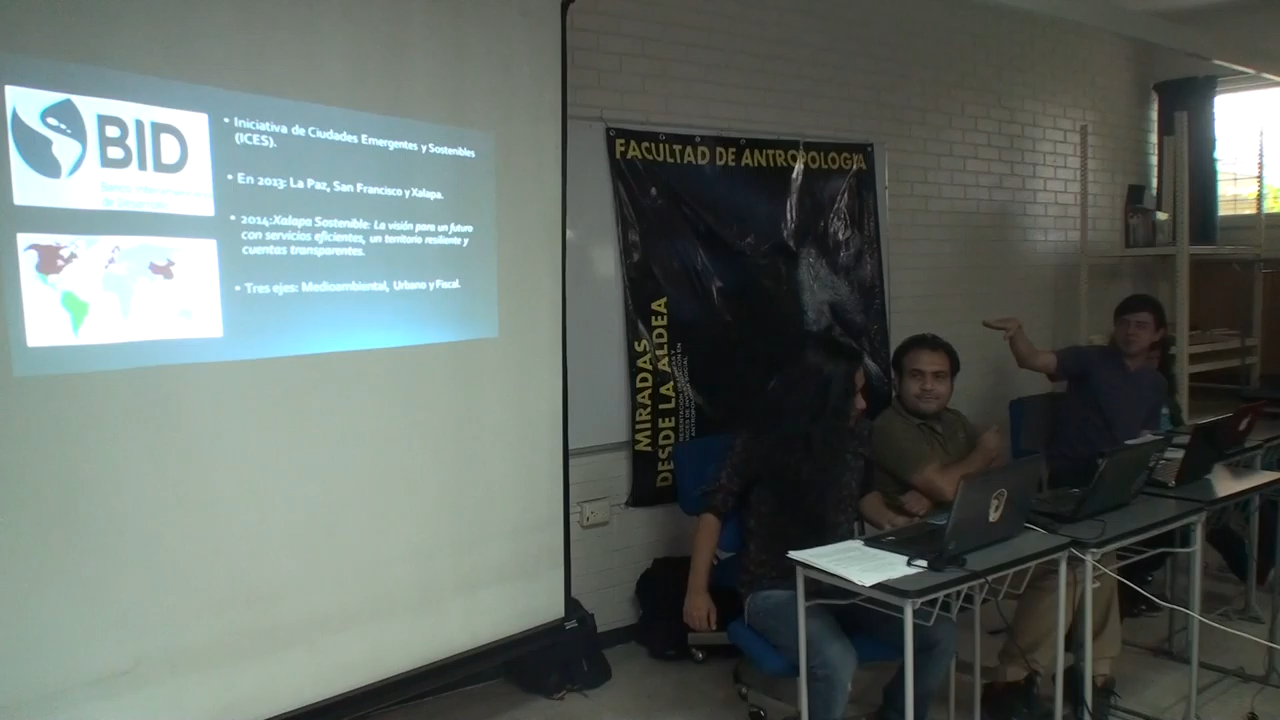 BID
de Desarrollo
• Iniciativa de Ciudades Emergentes y Sostenibles
(ICES).
• En 2013: La Paz, San Francisco y Xalapa.
• 2014:Xalapa Sostenible: La visión para un futuro
con servicios eficientes, un territorio resiliente y
cuentas transparentes.
• Tres ejes: Medioambiental, Urbano y Fiscal.
FACULTAD DE ANTROPOLOGIA
MIRADAS
DESDE LA ALDEA